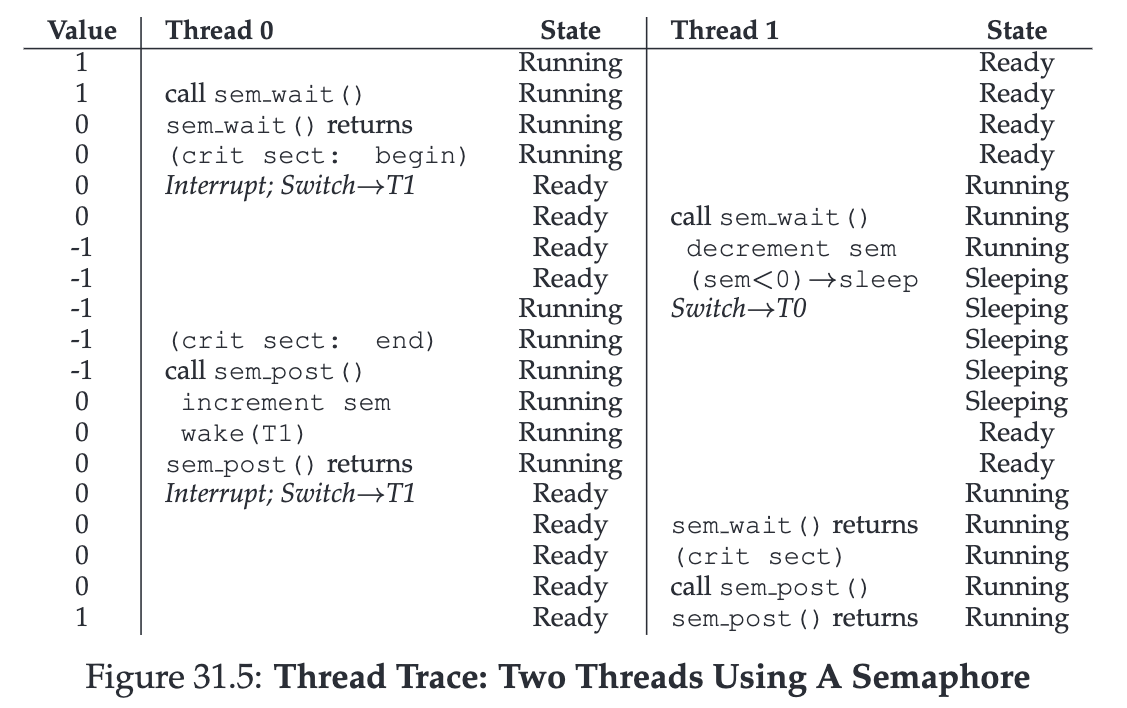 Value Thread 0 State Thread 1 State
1 Running Ready
1 call sem_wait() Running Ready
0 sem_wait() returns Running Ready
0 (crit sect: begin) Running Ready
0 Interrupt; Switch→T1 Ready Running
0 Ready call sem_wait() Running
-1 Ready decrement sem Running
-1 Ready (sem<0)→sleep Sleeping
-1 Running Switch→T0 Sleeping
-1 (crit sect: end) Running Sleeping
-1 call sem_post() Running Sleeping
0 increment sem Running Sleeping
0 wake(T1) Running Ready
0 sem_post() returns Running Ready
0 Interrupt; Switch→T1 Ready Running
0 Ready sem_wait() returns Running
0 Ready (crit sect) Running
0 Ready call sem_post() Running
1 Ready sem_post() returns Running
Figure 31.5: Thread Trace: Two Threads Using A Semaphore